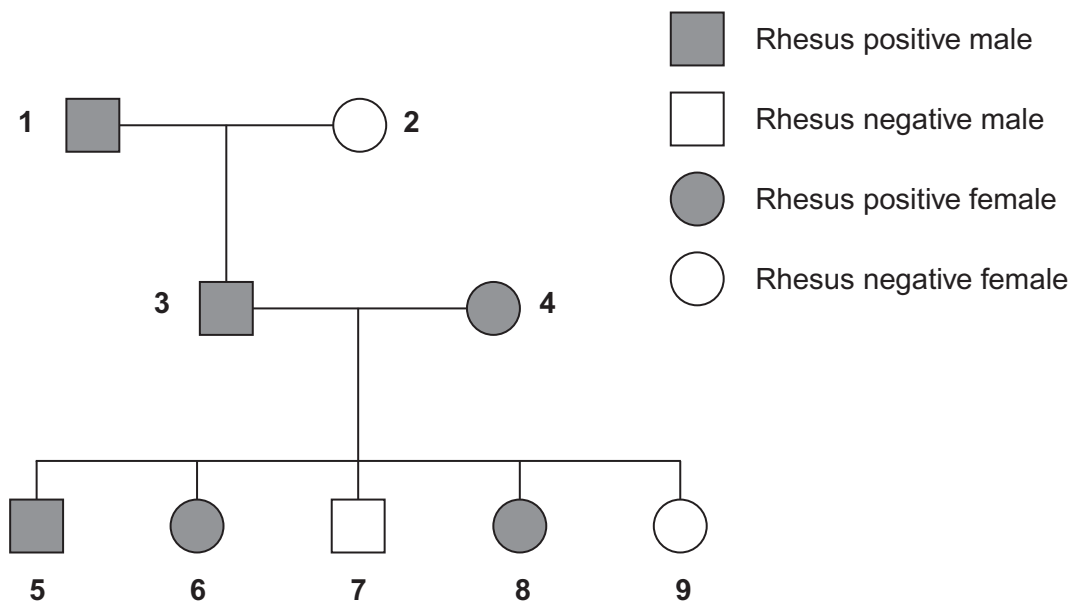 Rhesus positive male
1
2
Rhesus negative male
Rhesus positive female
Rhesus negative female
3
4
5 6 7 8 9